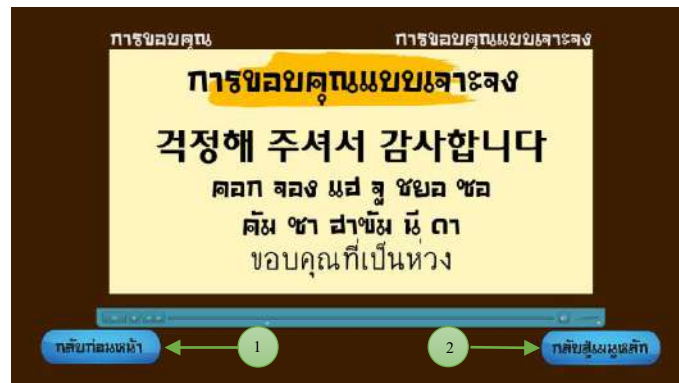 การขอบคุณ การขอบคุณแบบเจาะจง
การขอบคุณแบบเจาะจง
걱정해 주셔서 감사합니다
คอก จอง แฮ จู ชยอ ซอ
คัม ซา ฮาขัม นี ดา
ขอบคุณที่เป็นห่วง
กลับก่อนหน้า 1 2 กลับสู่เมนูหลัก